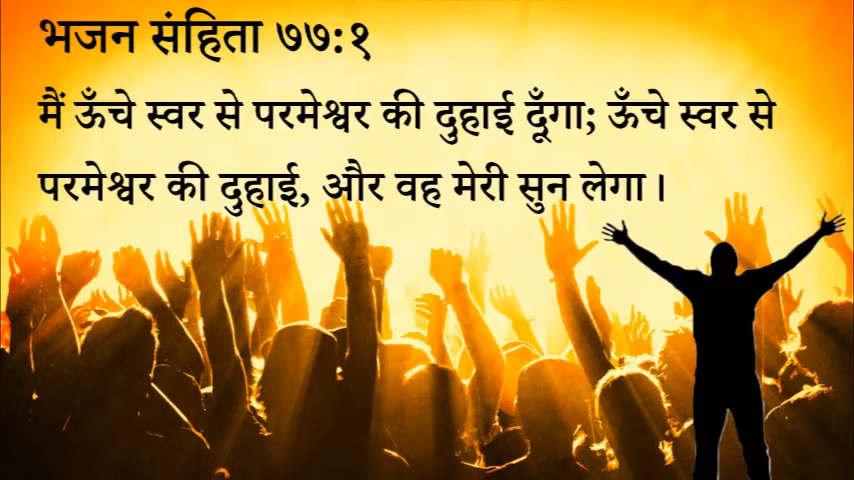 भजन संहिता ७७:१
मैं ऊँचे स्वर से परमेश्वर की दुहाई दूँगा; ऊँचे स्वर से
परमेश्वर की दुहाई, और वह मेरी सुन लेगा।